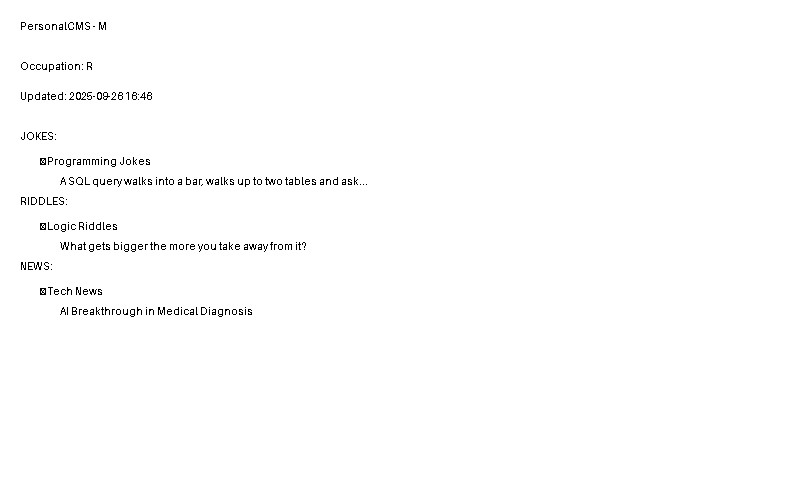 PersonalCMS - M
Occupation: R
Updated: 2025-09-26 16:46
JOKES:
Programming Jokes
A SQL query walks into a bar, walks up to two tables and ask...
RIDDLES:
Logic Riddles
What gets bigger the more you take away from it?
NEWS:
Tech News
AI Breakthrough in Medical Diagnosis